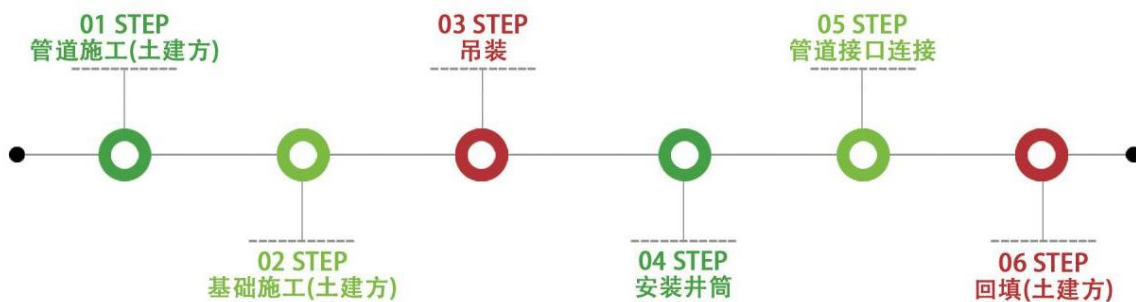 01 STEP
管道施工(土建方)
02 STEP
基础施工(土建方)
03 STEP
吊装
04 STEP
安装井筒
05 STEP
管道接口连接
06 STEP
回填(土建方)